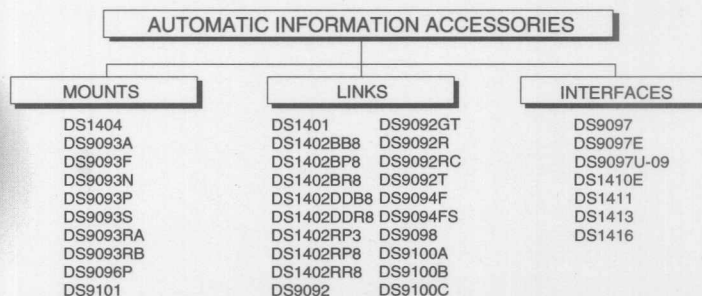 AUTOMATIC INFORMATION ACCESSORIES
MOUNTS
DS1404
DS9093A
DS9093F
DS9093N
DS9093P
DS9093S
DS9093RA
DS9093RB
DS9096P
DS9101
LINKS
DS1401 DS9092GT
DS1402BB8 DS9092R
DS1402BP8 DS9092RC
DS1402BR8 DS9092T
DS1402DDB8 DS9094F
DS1402DDR8 DS9094FS
DS1402RP3 DS9098
DS1402RP8 DS9100A
DS1402RR8 DS9100B
DS9092 DS9100C
INTERFACES
DS9097
DS9097E
DS9097U-09
DS1410E
DS1411
DS1413
DS1416